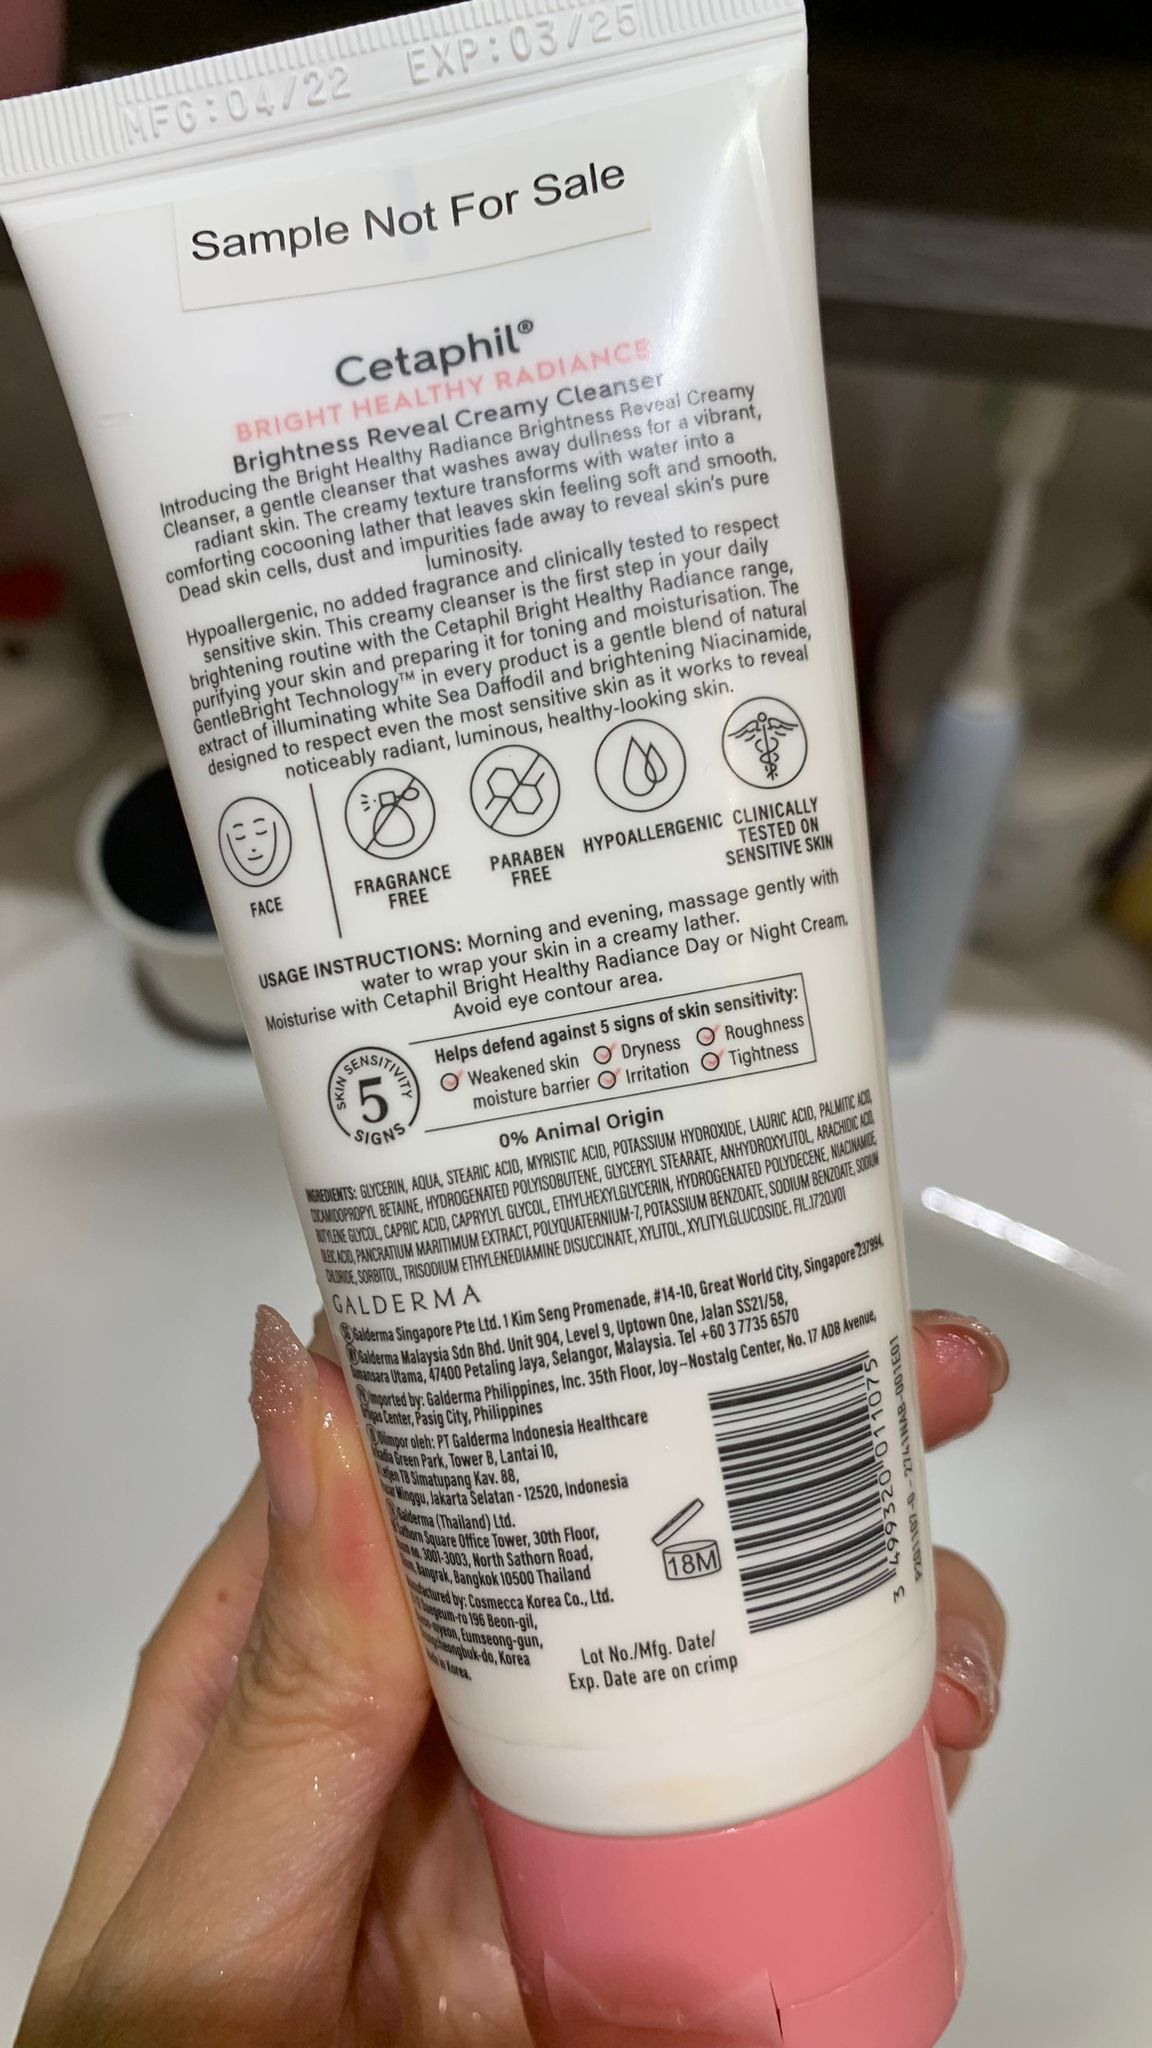 MFG:04/22 EXP:03/25
Sample Not For Sale
Cetaphil®
BRIGHT HEALTHY RADIANCE
Brightness Reveal Creamy Cleanser
Introducing the Bright Healthy Radiance Brightness Reveal Creamy
Cleanser, a gentle cleanser that washes away dullness for a vibrant,
radiant skin. The creamy texture transforms with water into a
comforting cocooning lather that leaves skin feeling soft and smooth.
Dead skin cells, dust and impurities fade away to reveal skin's pure
luminosity.
Hypoallergenic, no added fragrance and clinically tested to respect
sensitive skin. This creamy cleanser is the first step in your daily
brightening routine with the Cetaphil Bright Healthy Radiance range,
purifying your skin and preparing it for toning and moisturisation. The
GentleBright Technology™ in every product is a gentle blend of natural
extract of illuminating white Sea Daffodil and brightening Niacinamide,
designed to respect even the most sensitive skin as it works to reveal
noticeably radiant, luminous, healthy-looking skin.
FACE
FRAGRANCE
FREE
PARABEN
FREE
HYPOALLERGENIC
CLINICALLY
TESTED ON
SENSITIVE SKIN
USAGE INSTRUCTIONS: Morning and evening, massage gently with
water to wrap your skin in a creamy lather.
Moisturise with Cetaphil Bright Healthy Radiance Day or Night Cream.
Avoid eye contour area.
SKIN SENSITIVITY
5
SIGNS
Helps defend against 5 signs of skin sensitivity:
Weakened skin Dryness Roughness
moisture barrier Irritation Tightness
0% Animal Origin
INGREDIENTS: GLYCERIN, AQUA, STEARIC ACID, MYRISTIC ACID, POTASSIUM HYDROXIDE, LAURIC ACID, PALMITIC ACID,
COCAMIDOPROPYL BETAINE, HYDROGENATED POLYISOBUTENE, GLYCERYL STEARATE, ANHYDROXYLITOL, ARACHIDIC ACID,
BUTYLENE GLYCOL, CAPRIC ACID, CAPRYLYL GLYCOL, ETHYLHEXYLGLYCERIN, HYDROGENATED POLYDECENE, NIACINAMIDE,
OLEIC ACID, PANCRATIUM MARITIMUM EXTRACT, POLYQUATERNIUM-7, POTASSIUM BENZOATE, SODIUM BENZOATE, SODIUM
CHLORIDE, SORBITOL, TRISODIUM ETHYLENEDIAMINE DISUCCINATE, XYLITOL, XYLITYLGLUCOSIDE. FIL.1720.V01
GALDERMA
Galderma Singapore Pte Ltd. 1 Kim Seng Promenade, #14-10, Great World City, Singapore 237994.
Galderma Malaysia Sdn Bhd. Unit 904, Level 9, Uptown One, Jalan SS21/58,
Damansara Utama, 47400 Petaling Jaya, Selangor, Malaysia. Tel +60 3 7735 6570
Imported by: Galderma Philippines, Inc. 35th Floor, Joy~Nostalg Center, No. 17 ADB Avenue,
Center, Pasig City, Philippines
Diimpor oleh: PT Galderma Indonesia Healthcare
Green Park, Tower B, Lantai 10,
TB Simatupang Kav. 88,
Minggu, Jakarta Selatan - 12520, Indonesia
Galderma (Thailand) Ltd.
Sathorn Square Office Tower, 30th Floor,
3001-3003, North Sathorn Road,
Bangrak, Bangkok 10500 Thailand
Manufactured by: Cosmecca Korea Co., Ltd.
196 Beon-gil,
Eumseong-gun,
Korea
Korea.
18M
Lot No./Mfg. Date/
Exp. Date are on crimp
3 499320 011075